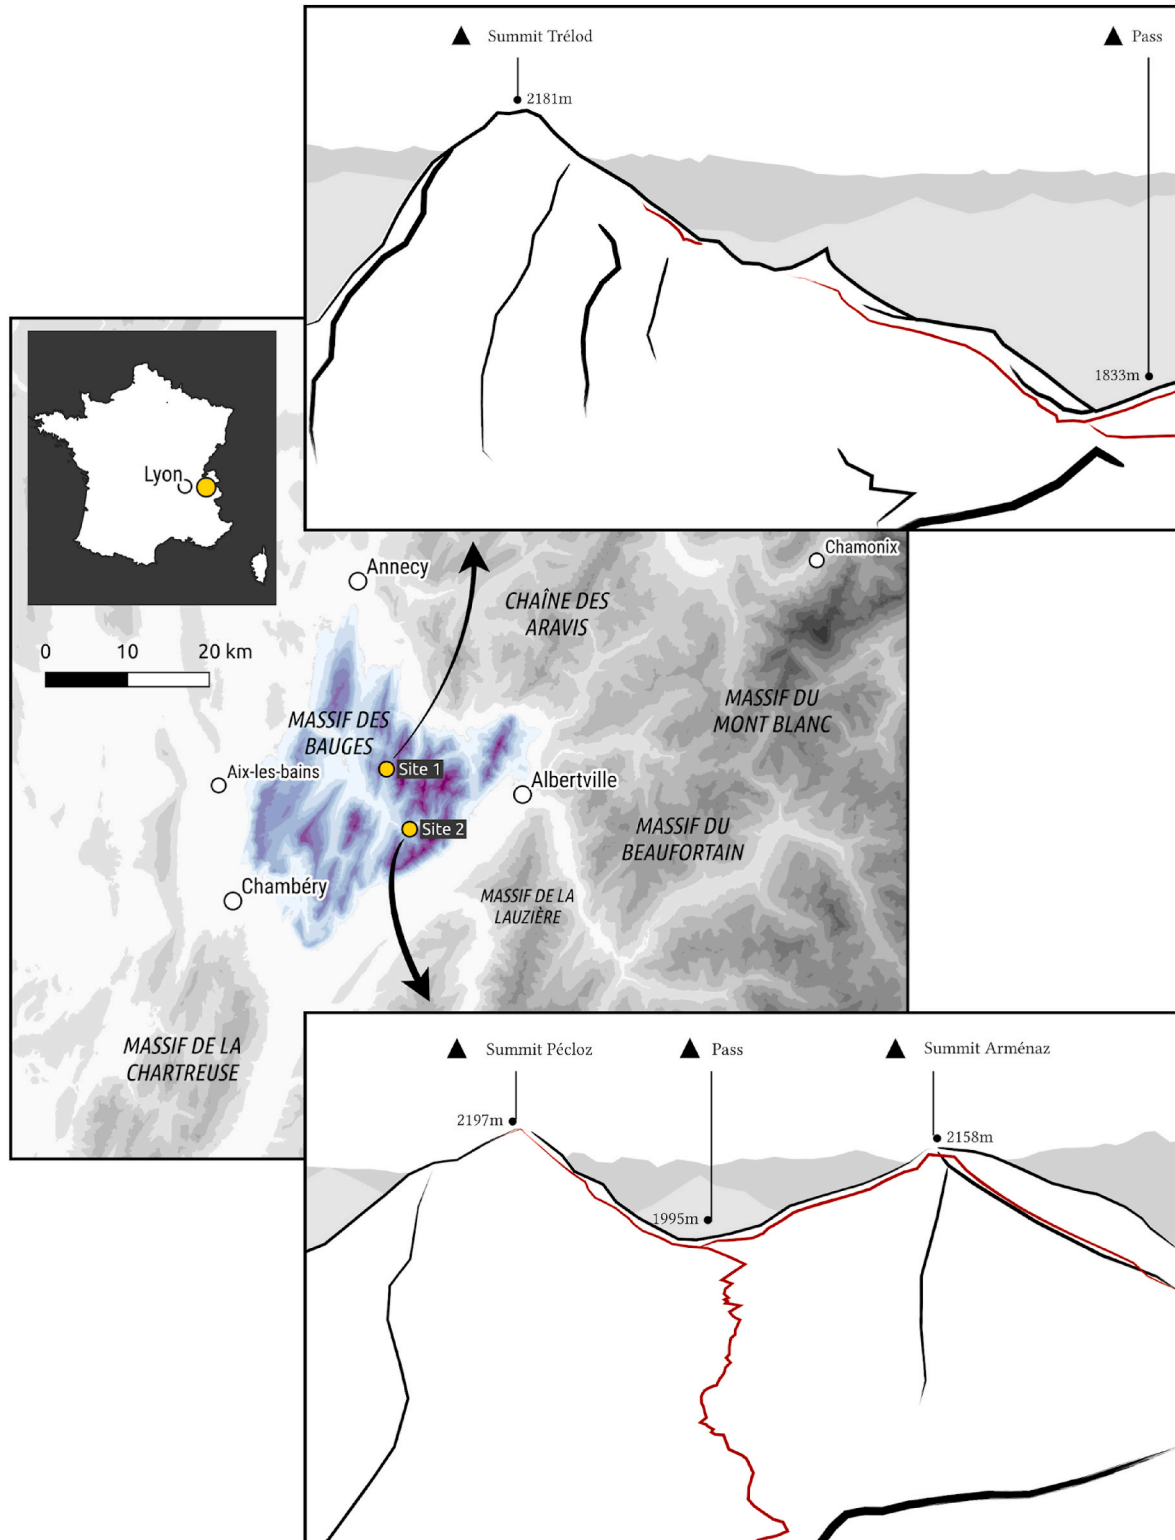 Summit Trélod
Pass
2181m
1833m
Lyon
0 10 20 km
Annecy
Chamonix
CHAÎNE DES
ARAVIS
MASSIF DU
MONT BLANC
MASSIF DES
BAUGES
Aix-les-bains
Site 1
Albertville
Site 2
MASSIF DU
BEAUFORTAIN
Chambéry
MASSIF DE LA
LAUZIÈRE
MASSIF DE LA
CHARTREUSE
Summit Pécloz
Pass
Summit Arménaz
2197m
2158m
1995m